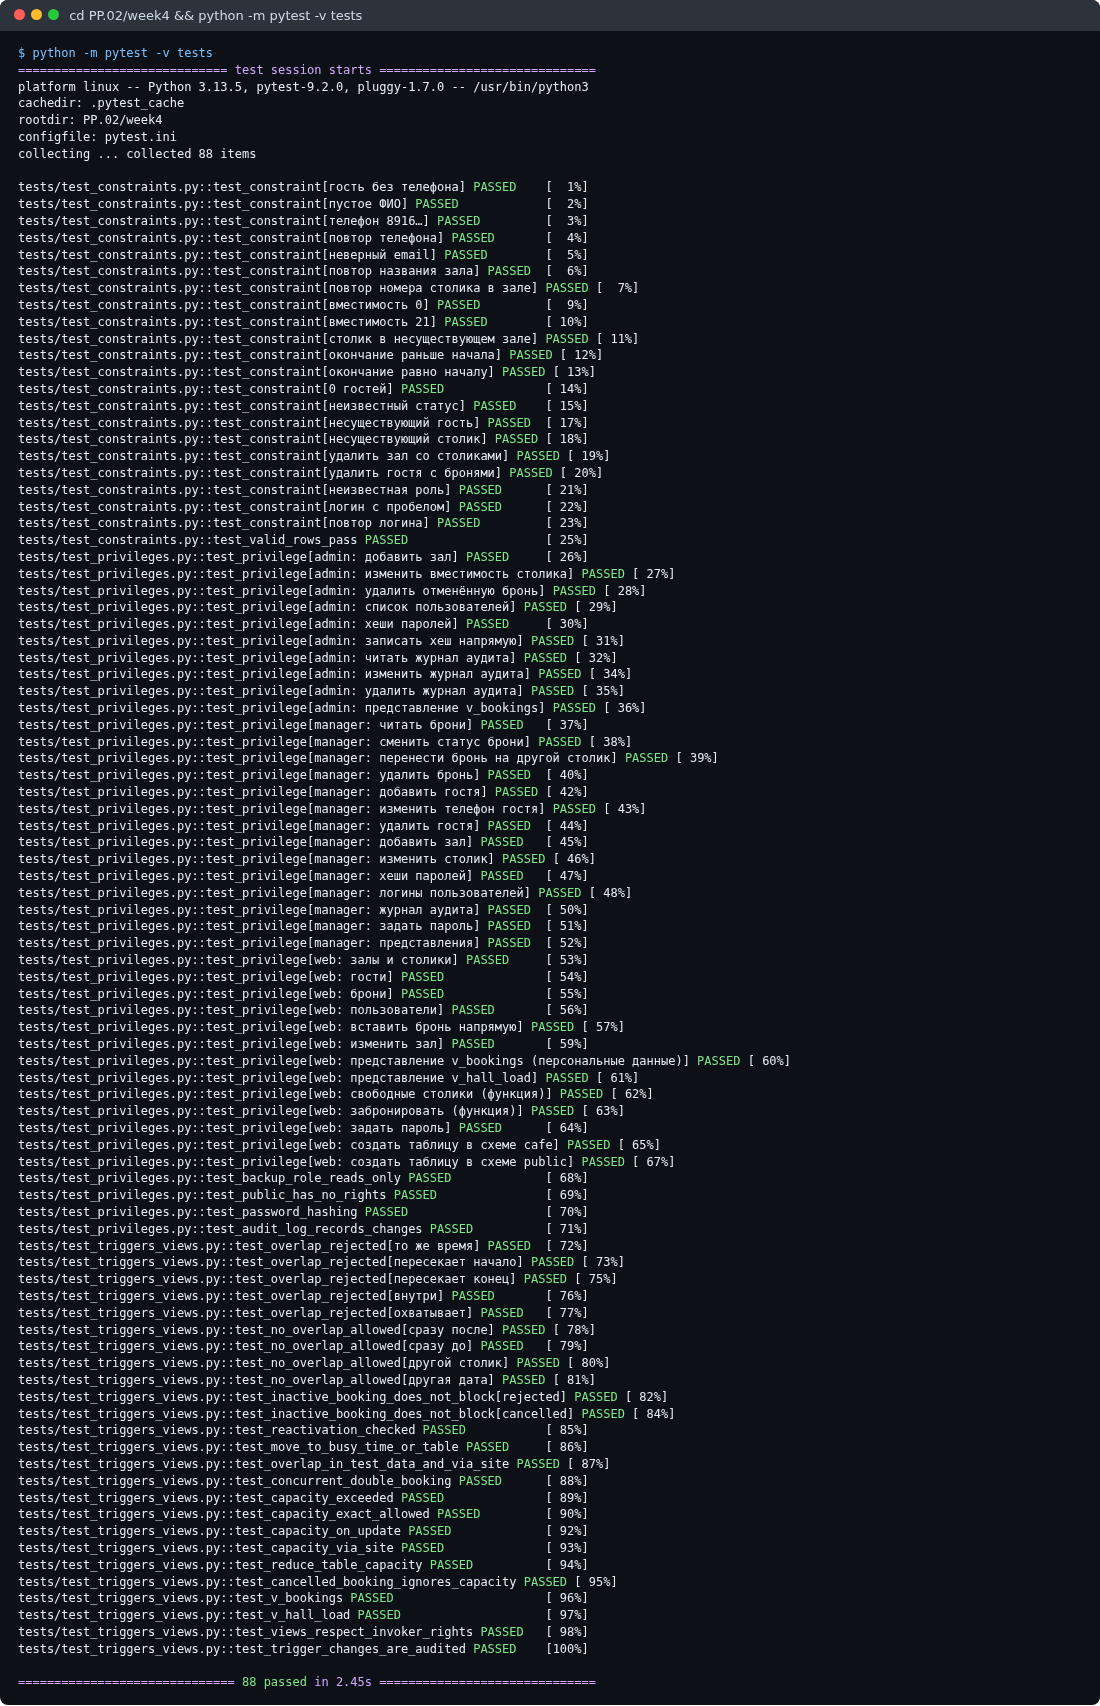 cd PP.02/week4 && python -m pytest -v tests
$ python -m pytest -v tests
============================= test session starts ==============================
platform linux -- Python 3.13.5, pytest-9.2.0, pluggy-1.7.0 -- /usr/bin/python3
cachedir: .pytest_cache
rootdir: PP.02/week4
configfile: pytest.ini
collecting ... collected 88 items
tests/test_constraints.py::test_constraint[гость без телефона] PASSED    [  1%]
tests/test_constraints.py::test_constraint[пустое ФИО] PASSED            [  2%]
tests/test_constraints.py::test_constraint[телефон 8916…] PASSED         [  3%]
tests/test_constraints.py::test_constraint[повтор телефона] PASSED       [  4%]
tests/test_constraints.py::test_constraint[неверный email] PASSED        [  5%]
tests/test_constraints.py::test_constraint[повтор названия зала] PASSED  [  6%]
tests/test_constraints.py::test_constraint[повтор номера столика в зале] PASSED [  7%]
tests/test_constraints.py::test_constraint[вместимость 0] PASSED         [  9%]
tests/test_constraints.py::test_constraint[вместимость 21] PASSED        [ 10%]
tests/test_constraints.py::test_constraint[столик в несуществующем зале] PASSED [ 11%]
tests/test_constraints.py::test_constraint[окончание раньше начала] PASSED [ 12%]
tests/test_constraints.py::test_constraint[окончание равно началу] PASSED [ 13%]
tests/test_constraints.py::test_constraint[0 гостей] PASSED              [ 14%]
tests/test_constraints.py::test_constraint[неизвестный статус] PASSED    [ 15%]
tests/test_constraints.py::test_constraint[несуществующий гость] PASSED  [ 17%]
tests/test_constraints.py::test_constraint[несуществующий столик] PASSED [ 18%]
tests/test_constraints.py::test_constraint[удалить зал со столиками] PASSED [ 19%]
tests/test_constraints.py::test_constraint[удалить гостя с бронями] PASSED [ 20%]
tests/test_constraints.py::test_constraint[неизвестная роль] PASSED      [ 21%]
tests/test_constraints.py::test_constraint[логин с пробелом] PASSED      [ 22%]
tests/test_constraints.py::test_constraint[повтор логина] PASSED         [ 23%]
tests/test_constraints.py::test_valid_rows_pass PASSED                   [ 25%]
tests/test_privileges.py::test_privilege[admin: добавить зал] PASSED     [ 26%]
tests/test_privileges.py::test_privilege[admin: изменить вместимость столика] PASSED [ 27%]
tests/test_privileges.py::test_privilege[admin: удалить отменённую бронь] PASSED [ 28%]
tests/test_privileges.py::test_privilege[admin: список пользователей] PASSED [ 29%]
tests/test_privileges.py::test_privilege[admin: хеши паролей] PASSED     [ 30%]
tests/test_privileges.py::test_privilege[admin: записать хеш напрямую] PASSED [ 31%]
tests/test_privileges.py::test_privilege[admin: читать журнал аудита] PASSED [ 32%]
tests/test_privileges.py::test_privilege[admin: изменить журнал аудита] PASSED [ 34%]
tests/test_privileges.py::test_privilege[admin: удалить журнал аудита] PASSED [ 35%]
tests/test_privileges.py::test_privilege[admin: представление v_bookings] PASSED [ 36%]
tests/test_privileges.py::test_privilege[manager: читать брони] PASSED   [ 37%]
tests/test_privileges.py::test_privilege[manager: сменить статус брони] PASSED [ 38%]
tests/test_privileges.py::test_privilege[manager: перенести бронь на другой столик] PASSED [ 39%]
tests/test_privileges.py::test_privilege[manager: удалить бронь] PASSED  [ 40%]
tests/test_privileges.py::test_privilege[manager: добавить гостя] PASSED [ 42%]
tests/test_privileges.py::test_privilege[manager: изменить телефон гостя] PASSED [ 43%]
tests/test_privileges.py::test_privilege[manager: удалить гостя] PASSED  [ 44%]
tests/test_privileges.py::test_privilege[manager: добавить зал] PASSED   [ 45%]
tests/test_privileges.py::test_privilege[manager: изменить столик] PASSED [ 46%]
tests/test_privileges.py::test_privilege[manager: хеши паролей] PASSED   [ 47%]
tests/test_privileges.py::test_privilege[manager: логины пользователей] PASSED [ 48%]
tests/test_privileges.py::test_privilege[manager: журнал аудита] PASSED  [ 50%]
tests/test_privileges.py::test_privilege[manager: задать пароль] PASSED  [ 51%]
tests/test_privileges.py::test_privilege[manager: представления] PASSED  [ 52%]
tests/test_privileges.py::test_privilege[web: залы и столики] PASSED     [ 53%]
tests/test_privileges.py::test_privilege[web: гости] PASSED              [ 54%]
tests/test_privileges.py::test_privilege[web: брони] PASSED              [ 55%]
tests/test_privileges.py::test_privilege[web: пользователи] PASSED       [ 56%]
tests/test_privileges.py::test_privilege[web: вставить бронь напрямую] PASSED [ 57%]
tests/test_privileges.py::test_privilege[web: изменить зал] PASSED       [ 59%]
tests/test_privileges.py::test_privilege[web: представление v_bookings (персональные данные)] PASSED [ 60%]
tests/test_privileges.py::test_privilege[web: представление v_hall_load] PASSED [ 61%]
tests/test_privileges.py::test_privilege[web: свободные столики (функция)] PASSED [ 62%]
tests/test_privileges.py::test_privilege[web: забронировать (функция)] PASSED [ 63%]
tests/test_privileges.py::test_privilege[web: задать пароль] PASSED      [ 64%]
tests/test_privileges.py::test_privilege[web: создать таблицу в схеме cafe] PASSED [ 65%]
tests/test_privileges.py::test_privilege[web: создать таблицу в схеме public] PASSED [ 67%]
tests/test_privileges.py::test_backup_role_reads_only PASSED             [ 68%]
tests/test_privileges.py::test_public_has_no_rights PASSED               [ 69%]
tests/test_privileges.py::test_password_hashing PASSED                   [ 70%]
tests/test_privileges.py::test_audit_log_records_changes PASSED          [ 71%]
tests/test_triggers_views.py::test_overlap_rejected[то же время] PASSED  [ 72%]
tests/test_triggers_views.py::test_overlap_rejected[пересекает начало] PASSED [ 73%]
tests/test_triggers_views.py::test_overlap_rejected[пересекает конец] PASSED [ 75%]
tests/test_triggers_views.py::test_overlap_rejected[внутри] PASSED       [ 76%]
tests/test_triggers_views.py::test_overlap_rejected[охватывает] PASSED   [ 77%]
tests/test_triggers_views.py::test_no_overlap_allowed[сразу после] PASSED [ 78%]
tests/test_triggers_views.py::test_no_overlap_allowed[сразу до] PASSED   [ 79%]
tests/test_triggers_views.py::test_no_overlap_allowed[другой столик] PASSED [ 80%]
tests/test_triggers_views.py::test_no_overlap_allowed[другая дата] PASSED [ 81%]
tests/test_triggers_views.py::test_inactive_booking_does_not_block[rejected] PASSED [ 82%]
tests/test_triggers_views.py::test_inactive_booking_does_not_block[cancelled] PASSED [ 84%]
tests/test_triggers_views.py::test_reactivation_checked PASSED           [ 85%]
tests/test_triggers_views.py::test_move_to_busy_time_or_table PASSED     [ 86%]
tests/test_triggers_views.py::test_overlap_in_test_data_and_via_site PASSED [ 87%]
tests/test_triggers_views.py::test_concurrent_double_booking PASSED      [ 88%]
tests/test_triggers_views.py::test_capacity_exceeded PASSED              [ 89%]
tests/test_triggers_views.py::test_capacity_exact_allowed PASSED         [ 90%]
tests/test_triggers_views.py::test_capacity_on_update PASSED             [ 92%]
tests/test_triggers_views.py::test_capacity_via_site PASSED              [ 93%]
tests/test_triggers_views.py::test_reduce_table_capacity PASSED          [ 94%]
tests/test_triggers_views.py::test_cancelled_booking_ignores_capacity PASSED [ 95%]
tests/test_triggers_views.py::test_v_bookings PASSED                     [ 96%]
tests/test_triggers_views.py::test_v_hall_load PASSED                    [ 97%]
tests/test_triggers_views.py::test_views_respect_invoker_rights PASSED   [ 98%]
tests/test_triggers_views.py::test_trigger_changes_are_audited PASSED    [100%]
============================== 88 passed in 2.45s ==============================